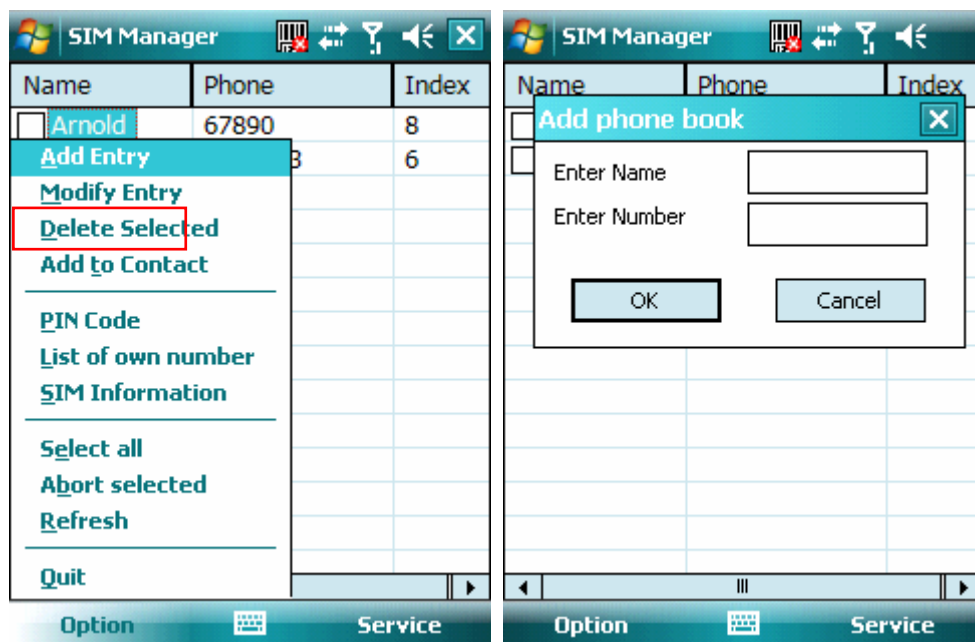 SIM Manager
Name Phone Index
Arnold 67890 8
3 6
Add Entry
Modify Entry
Delete Selected
Add to Contact
PIN Code
List of own number
SIM Information
Select all
Abort selected
Refresh
Quit
Option Service
SIM Manager
Name Phone Index
Add phone book
Enter Name
Enter Number
OK Cancel
Option Service